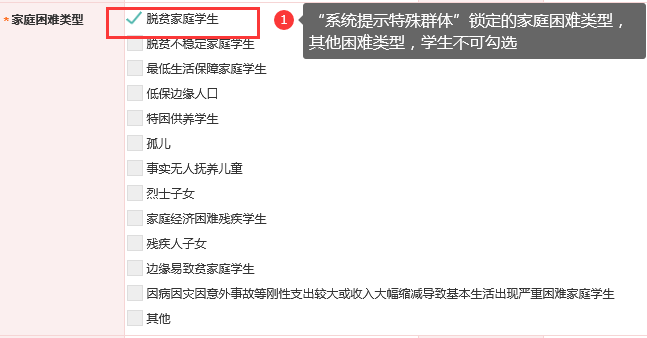 *家庭困难类型
脱贫家庭学生
1
“系统提示特殊群体”锁定的家庭困难类型，
其他困难类型，学生不可勾选
脱贫不稳定家庭学生
最低生活保障家庭学生
低保边缘人口
特困供养学生
孤儿
事实无人抚养儿童
烈士子女
家庭经济困难残疾学生
残疾人子女
边缘易致贫家庭学生
因病因灾因意外事故等刚性支出较大或收入大幅缩减导致基本生活出现严重困难家庭学生
其他